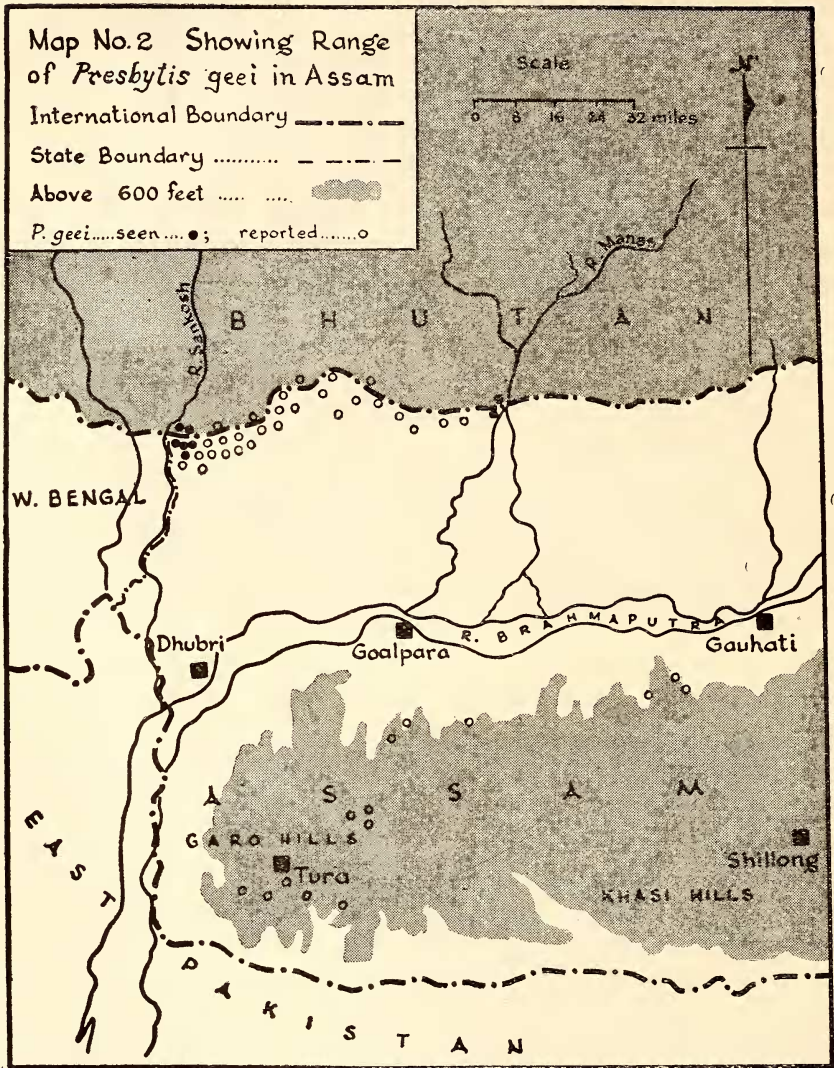 Map No. 2 Showing Range
of Presbytis geei in Assam
International Boundary
State Boundary ...........
Above 600 feet ..... .....
P. geei.....seen....●; reported.......o
Scale
0 8 16 24 32 miles
N
R. Sankosh
R. Manas
BHUTAN
W. BENGAL
Dhubri
Goalpara
R. BRAHMAPUTRA
Gauhati
ASSAM
GARO HILLS
Tura
Shillong
KHASI HILLS
EAST
PAKISTAN